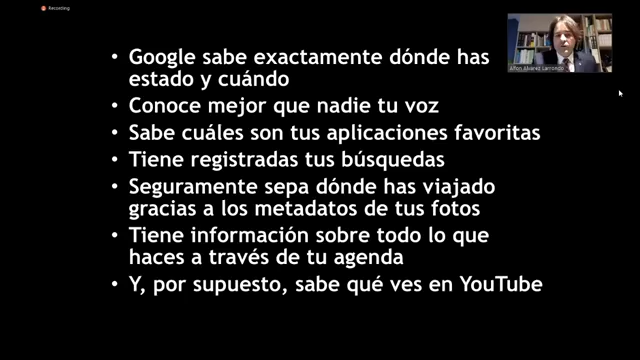 Recording
• Google sabe exactamente dónde has
estado y cuándo
• Conoce mejor que nadie tu voz
• Sabe cuáles son tus aplicaciones favoritas
• Tiene registradas tus búsquedas
• Seguramente sepa dónde has viajado
gracias a los metadatos de tus fotos
• Tiene información sobre todo lo que
haces a través de tu agenda
• Y, por supuesto, sabe qué ves en YouTube